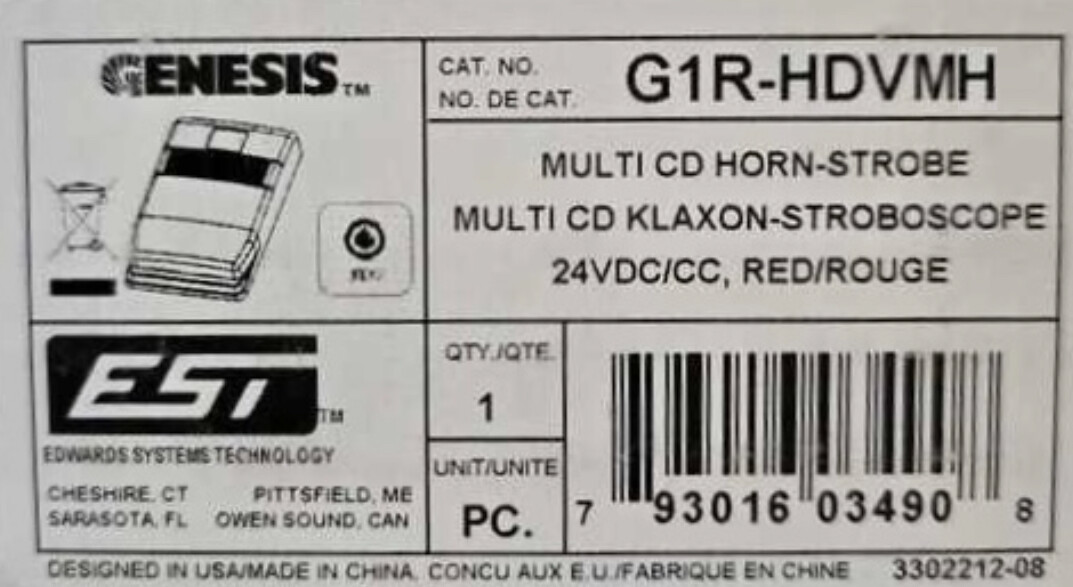 GENESIS™
CAT. NO.
NO. DE CAT.
G1R-HDVMH
MULTI CD HORN-STROBE
MULTI CD KLAXON-STROBOSCOPE
24VDC/CC, RED/ROUGE
EST™
EDWARDS SYSTEMS TECHNOLOGY
CHESHIRE, CT PITTSFIELD, ME
SARASOTA, FL OWEN SOUND, CAN
QTY./QTE.
1
UNIT/UNITE
PC.
7 93016 03490 8
DESIGNED IN USA/MADE IN CHINA, CONCU AUX E.U./FABRIQUE EN CHINE 3302212-08